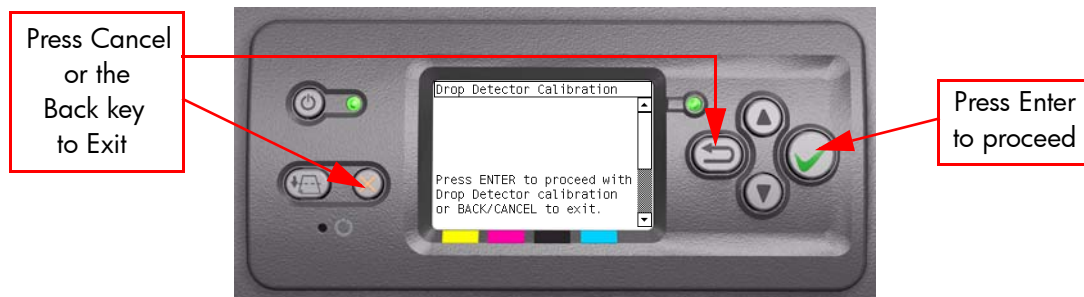 Press Cancel
or the
Back key
to Exit
Drop Detector Calibration
Press ENTER to proceed with
Drop Detector calibration
or BACK/CANCEL to exit.
Press Enter
to proceed